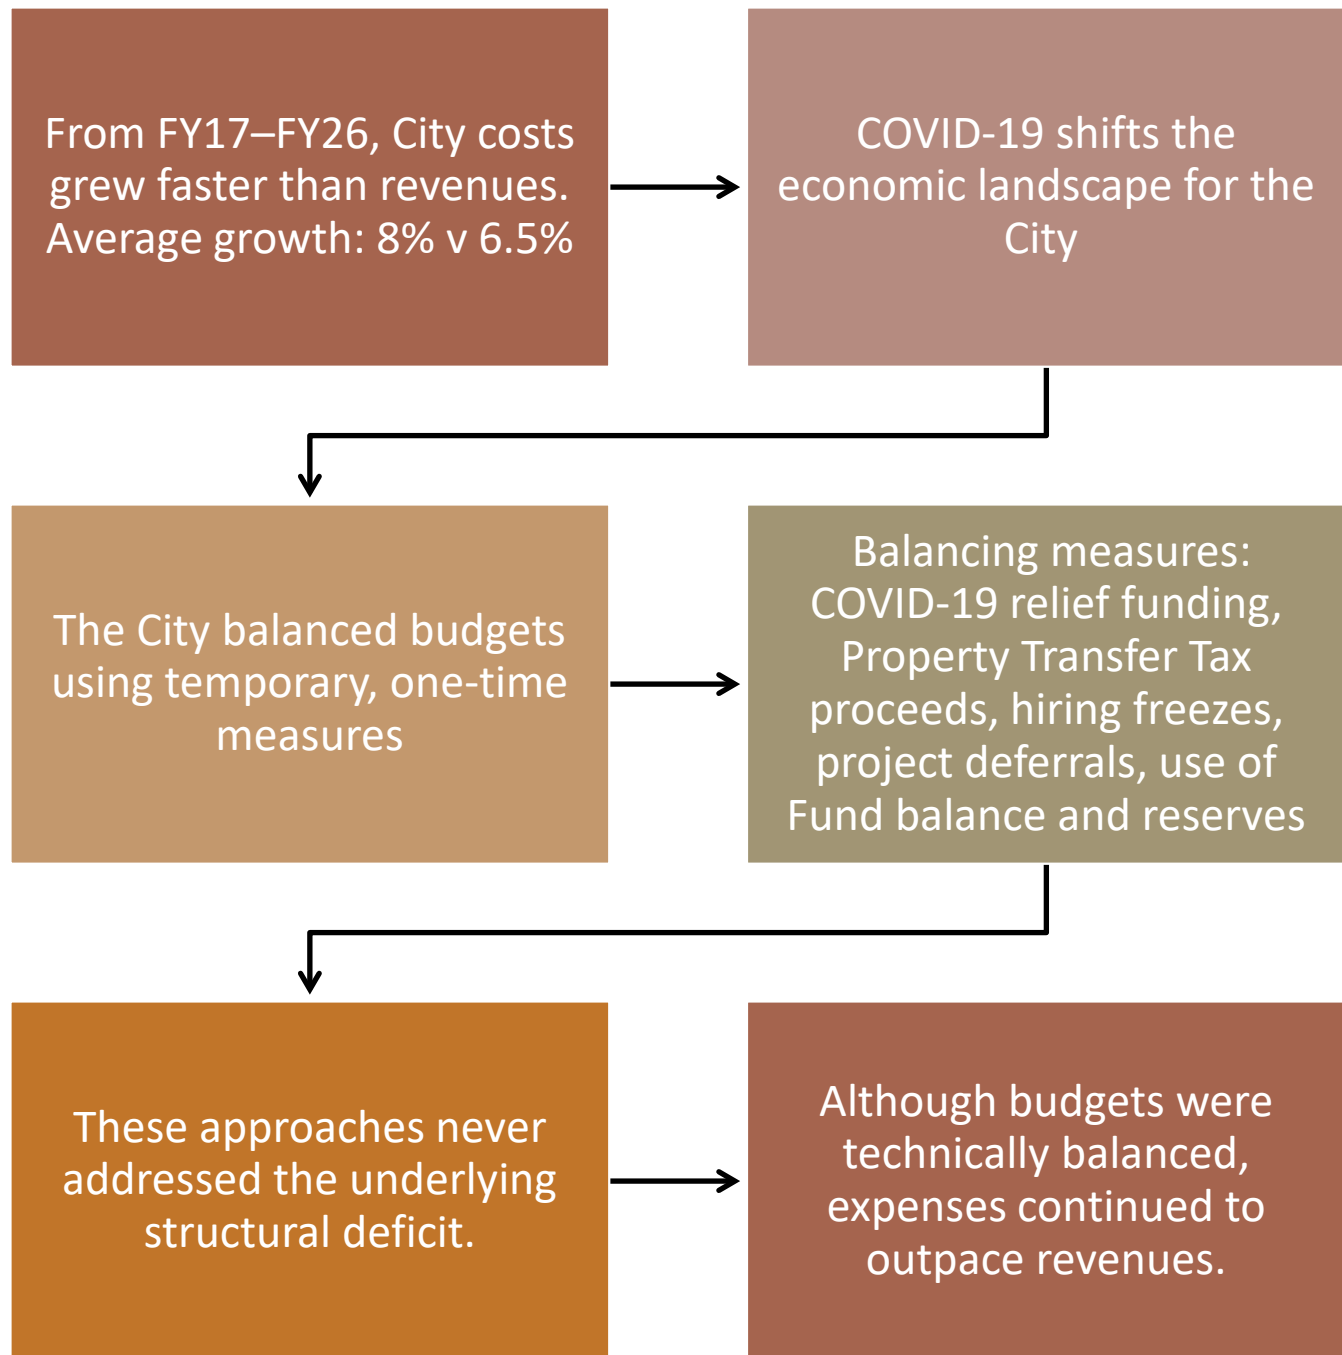 From FY17–FY26, City costs
grew faster than revenues.
Average growth: 8% v 6.5%
COVID-19 shifts the
economic landscape for the
City
The City balanced budgets
using temporary, one-time
measures
Balancing measures:
COVID-19 relief funding,
Property Transfer Tax
proceeds, hiring freezes,
project deferrals, use of
Fund balance and reserves
These approaches never
addressed the underlying
structural deficit.
Although budgets were
technically balanced,
expenses continued to
outpace revenues.